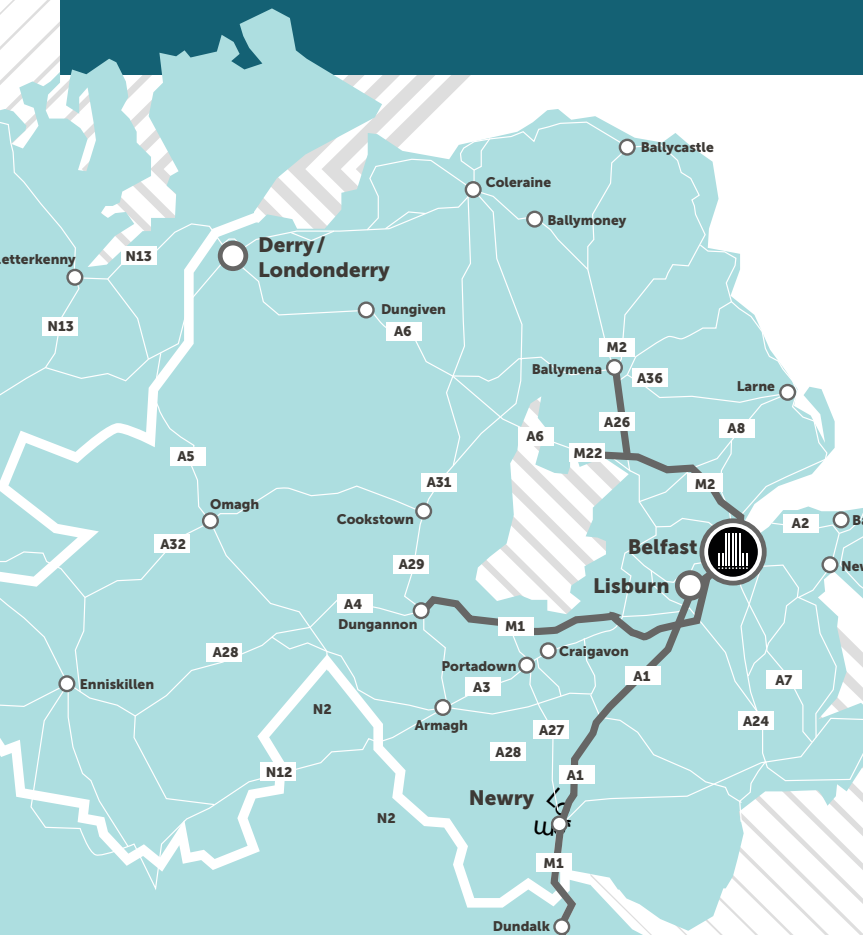 Ballycastle
Coleraine
Ballymoney
Derry/
Londonderry
N13
etterkenny
Dungiven
N13
A6
M2
Ballymena
A36
Larne
A26
A8
A6
M22
A5
A31
M2
Omagh
Cookstown
A2
Ba
A32
Belfast
A29
New
Lisburn
A4
Dungannon
M1
A28
Craigavon
Portadown
A1
A7
Enniskillen
A3
N2
Armagh
A24
A27
A28
N12
A1
Newry
N2
M1
Dundalk